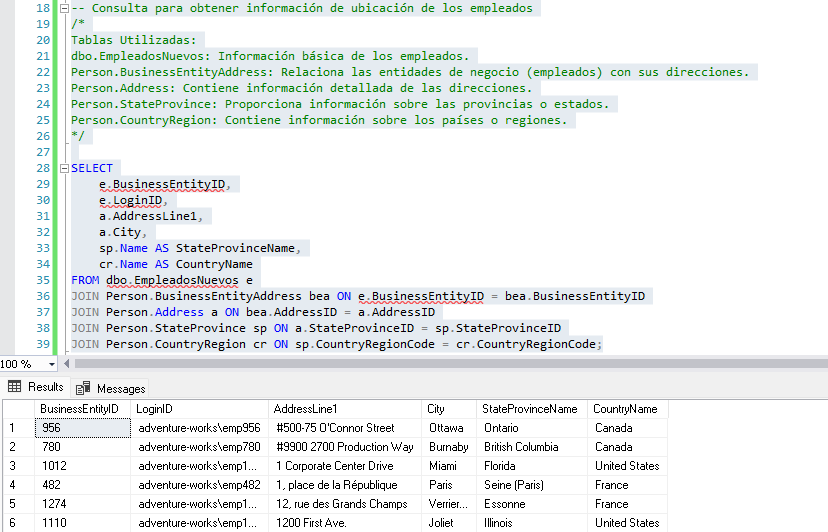 18 -- Consulta para obtener información de ubicación de los empleados
19 /*
20 Tablas Utilizadas:
21 dbo.EmpleadosNuevos: Información básica de los empleados.
22 Person.BusinessEntityAddress: Relaciona las entidades de negocio (empleados) con sus direcciones.
23 Person.Address: Contiene información detallada de las direcciones.
24 Person.StateProvince: Proporciona información sobre las provincias o estados.
25 Person.CountryRegion: Contiene información sobre los países o regiones.
26 */
27
28 SELECT
29 e.BusinessEntityID,
30 e.LoginID,
31 a.AddressLine1,
32 a.City,
33 sp.Name AS StateProvinceName,
34 cr.Name AS CountryName
35 FROM dbo.EmpleadosNuevos e
36 JOIN Person.BusinessEntityAddress bea ON e.BusinessEntityID = bea.BusinessEntityID
37 JOIN Person.Address a ON bea.AddressID = a.AddressID
38 JOIN Person.StateProvince sp ON a.StateProvinceID = sp.StateProvinceID
39 JOIN Person.CountryRegion cr ON sp.CountryRegionCode = cr.CountryRegionCode;
100 %
Results Messages
BusinessEntityID LoginID AddressLine1 City StateProvinceName CountryName
1 956 adventure-works\emp956 #500-75 O'Connor Street Ottawa Ontario Canada
2 780 adventure-works\emp780 #9900 2700 Production Way Burnaby British Columbia Canada
3 1012 adventure-works\emp1... 1 Corporate Center Drive Miami Florida United States
4 482 adventure-works\emp482 1, place de la République Paris Seine (Paris) France
5 1274 adventure-works\emp1... 12, rue des Grands Champs Verrier... Essonne France
6 1110 adventure-works\emp1... 1200 First Ave. Joliet Illinois United States